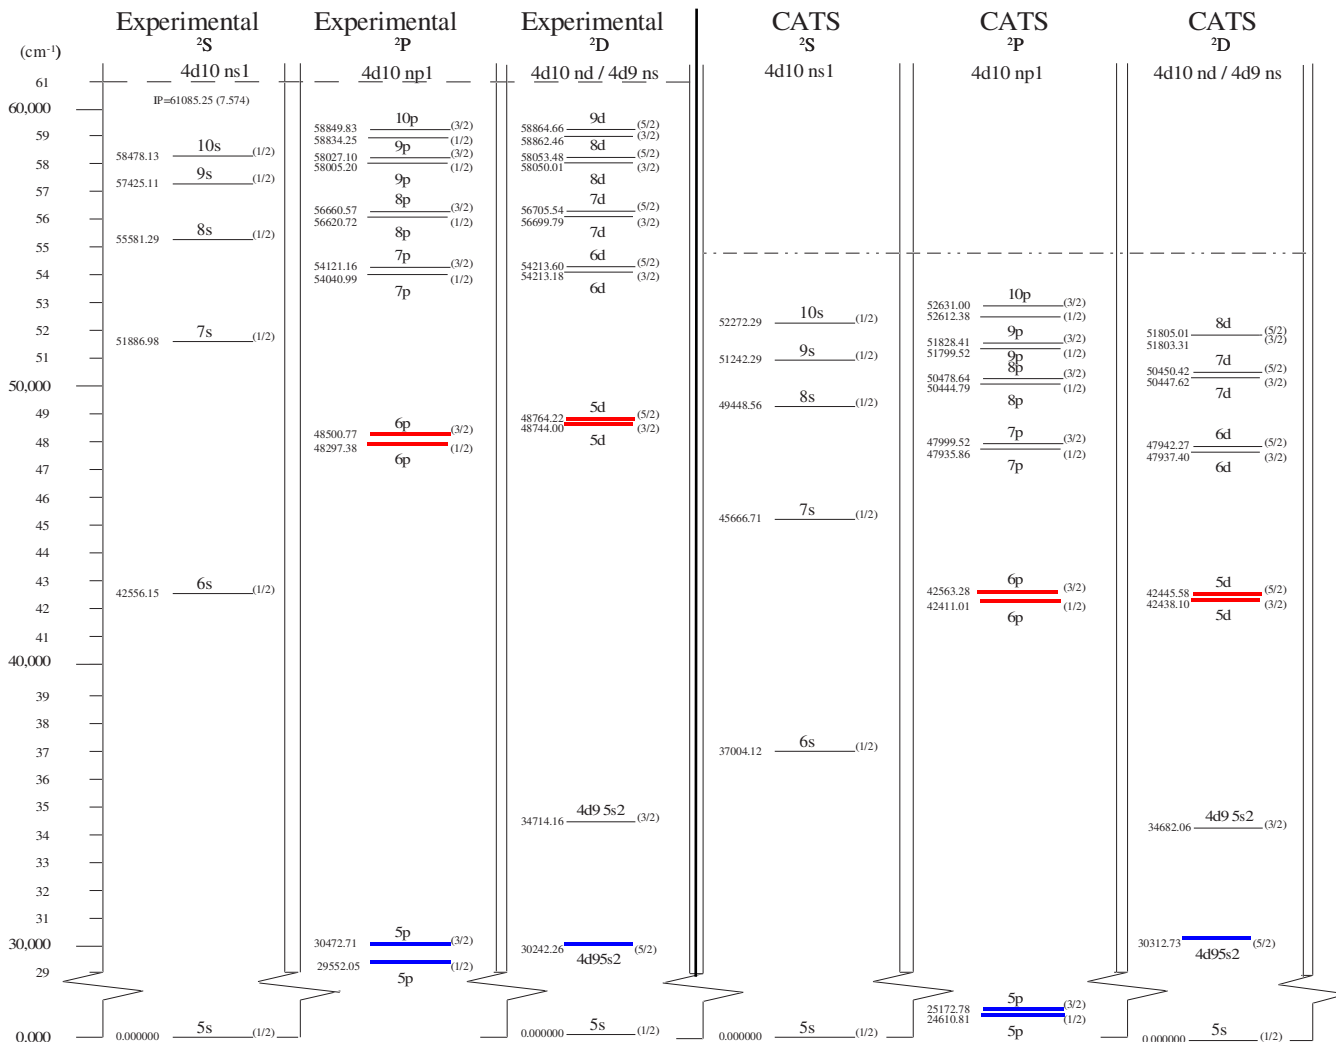 Experimental Experimental Experimental CATS CATS CATS
(cm⁻¹) ²S ²P ²D ²S ²P ²D
4d10 ns1 4d10 np1 4d10 nd / 4d9 ns 4d10 ns1 4d10 np1 4d10 nd / 4d9 ns
61
60,000
59
58
57
56
55
54
53
52
51
50,000
49
48
47
46
45
44
43
42
41
40,000
39
38
37
36
35
34
33
32
31
30,000
29
0.000
IP=61085.25 (7.574)
58478.13 10s (1/2)
57425.11 9s (1/2)
55581.29 8s (1/2)
51886.98 7s (1/2)
42556.15 6s (1/2)
0.000000 5s (1/2)
10p
58849.83 (3/2)
58834.25 (1/2)
9p
58027.10 (3/2)
58005.20 (1/2)
9p
8p
56660.57 (3/2)
56620.72 (1/2)
8p
7p
54121.16 (3/2)
54040.99 (1/2)
7p
6p
48500.77 (3/2)
48297.38 (1/2)
6p
5p
30472.71 (3/2)
29552.05 (1/2)
5p
9d
58864.66 (5/2)
58862.46 (3/2)
8d
58053.48 (5/2)
58050.01 (3/2)
8d
7d
56705.54 (5/2)
56699.79 (3/2)
7d
6d
54213.60 (5/2)
54213.18 (3/2)
6d
5d
48764.22 (5/2)
48744.00 (3/2)
5d
4d9 5s2
34714.16 (3/2)
30242.26 (5/2)
4d95s2
5s
0.000000 (1/2)
52272.29 10s (1/2)
51242.29 9s (1/2)
49448.56 8s (1/2)
45666.71 7s (1/2)
37004.12 6s (1/2)
0.000000 5s (1/2)
10p
52631.00 (3/2)
52612.38 (1/2)
9p
51828.41 (3/2)
51799.52 (1/2)
9p
8p
50478.64 (3/2)
50444.79 (1/2)
8p
7p
47999.52 (3/2)
47935.86 (1/2)
7p
6p
42563.28 (3/2)
42411.01 (1/2)
6p
5p
25172.78 (3/2)
24610.81 (1/2)
5p
8d
51805.01 (5/2)
51803.31 (3/2)
7d
50450.42 (5/2)
50447.62 (3/2)
7d
6d
47942.27 (5/2)
47937.40 (3/2)
6d
5d
42445.58 (5/2)
42438.10 (3/2)
5d
4d9 5s2
34682.06 (3/2)
30312.73 (5/2)
4d95s2
5s
0.000000 (1/2)